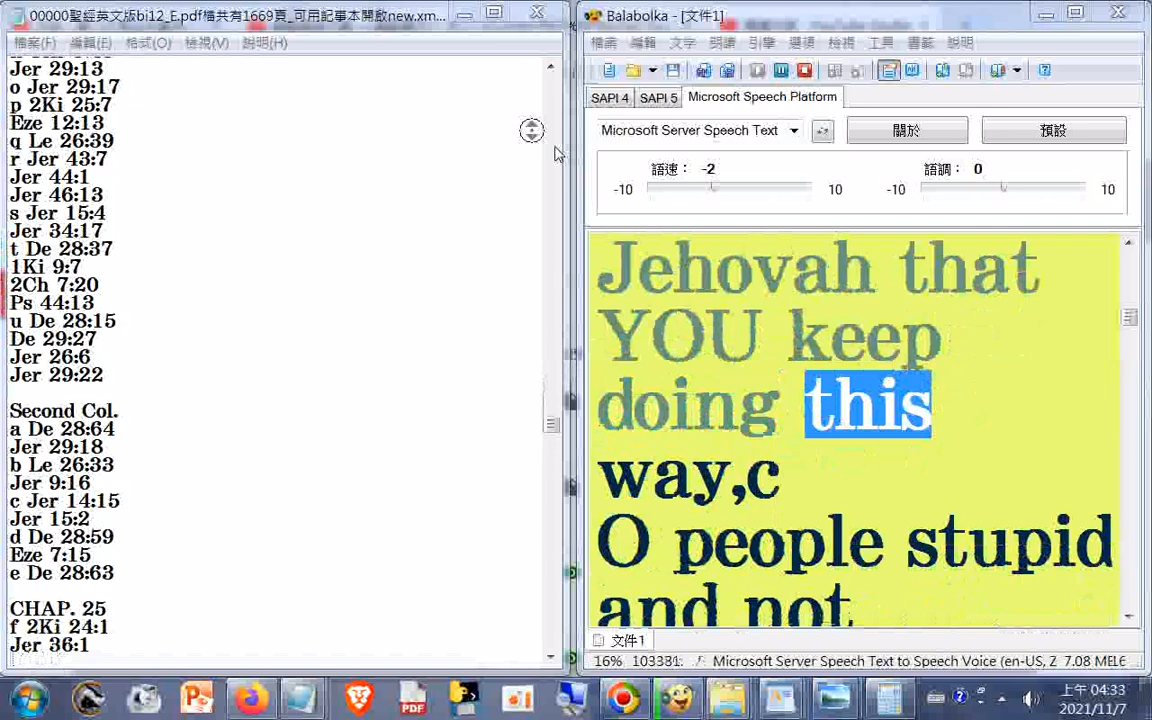 00000聖經英文版bi12_E.pdf檔共有1669頁_可用記事本開啟new.xm...
檔案(F) 編輯(E) 格式(O) 檢視(V) 說明(H)
Jer 29:13
o Jer 29:17
p 2Ki 25:7
Eze 12:13
q Le 26:39
r Jer 43:7
Jer 44:1
Jer 46:13
s Jer 15:4
Jer 34:17
t De 28:37
1Ki 9:7
2Ch 7:20
Ps 44:13
u De 28:15
De 29:27
Jer 26:6
Jer 29:22
Second Col.
a De 28:64
Jer 29:18
b Le 26:33
Jer 9:16
c Jer 14:15
Jer 15:2
d De 28:59
Eze 7:15
e De 28:63
CHAP. 25
f 2Ki 24:1
Jer 36:1
Balabolka - [文件1]
檔案 編輯 文字 朗讀 引擎 選項 檢視 工具 書籤 說明
SAPI 4 SAPI 5 Microsoft Speech Platform
Microsoft Server Speech Text 關於 預設
語速： -2 語調： 0
-10 10 -10 10
Jehovah that
YOU keep
doing this
way,c
O people stupid
and not
文件1
16% 103381. Microsoft Server Speech Text to Speech Voice (en-US, Z 7.08 МБ
上午 04:33
2021/11/7